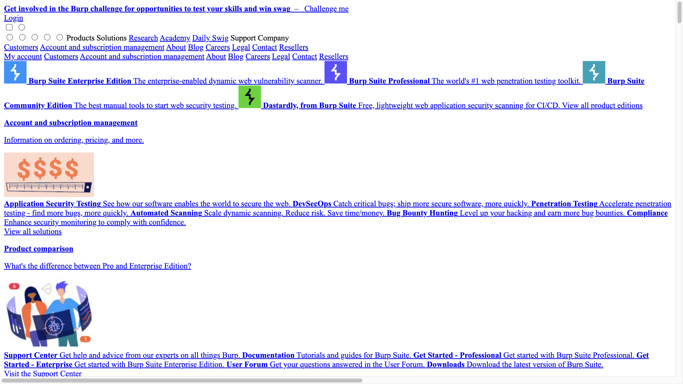 Get involved in the Burp challenge for opportunities to test your skills and win swag – Challenge me
Login
Products Solutions Research Academy Daily Swig Support Company
Customers Account and subscription management About Blog Careers Legal Contact Resellers
My account Customers Account and subscription management About Blog Careers Legal Contact Resellers
Burp Suite Enterprise Edition The enterprise-enabled dynamic web vulnerability scanner. Burp Suite Professional The world's #1 web penetration testing toolkit. Burp Suite
Community Edition The best manual tools to start web security testing. Dastardly, from Burp Suite Free, lightweight web application security scanning for CI/CD. View all product editions
Account and subscription management
Information on ordering, pricing, and more.
$$$$
Application Security Testing See how our software enables the world to secure the web. DevSecOps Catch critical bugs; ship more secure software, more quickly. Penetration Testing Accelerate penetration
testing - find more bugs, more quickly. Automated Scanning Scale dynamic scanning. Reduce risk. Save time/money. Bug Bounty Hunting Level up your hacking and earn more bug bounties. Compliance
Enhance security monitoring to comply with confidence.
View all solutions
Product comparison
What's the difference between Pro and Enterprise Edition?
Support Center Get help and advice from our experts on all things Burp. Documentation Tutorials and guides for Burp Suite. Get Started - Professional Get started with Burp Suite Professional. Get
Started - Enterprise Get started with Burp Suite Enterprise Edition. User Forum Get your questions answered in the User Forum. Downloads Download the latest version of Burp Suite.
Visit the Support Center